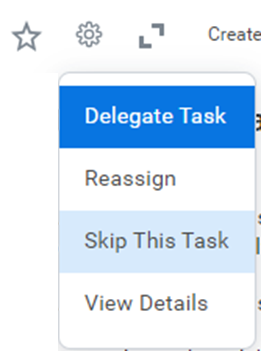 Create
Delegate Task
Reassign
Skip This Task
View Details